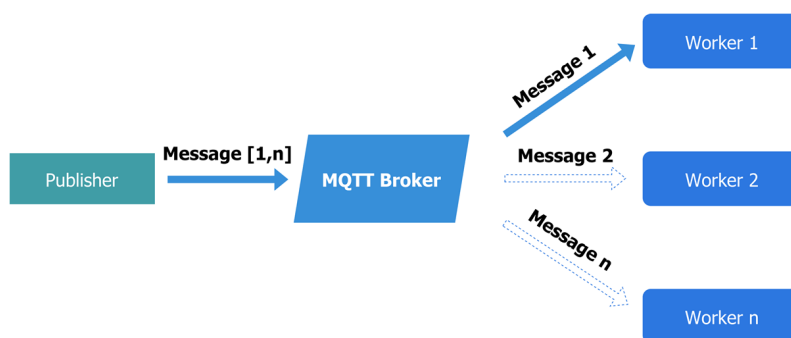 Message 1
Worker 1
Message [1,n]
Publisher
MQTT Broker
Message 2
Worker 2
Message n
Worker n